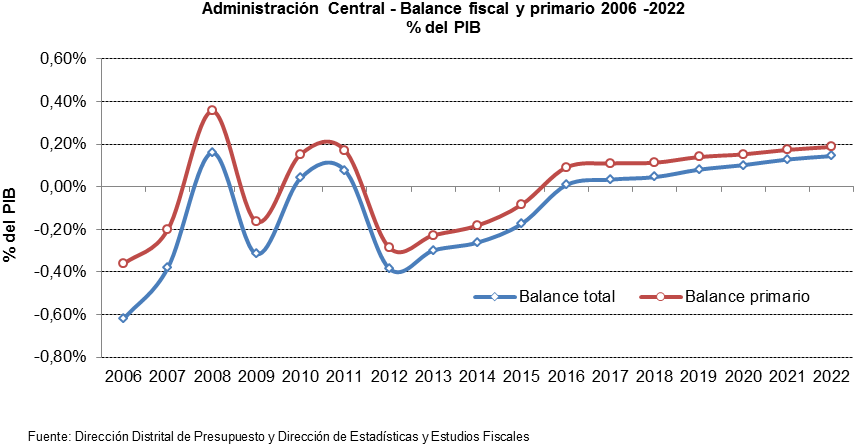 Administración Central - Balance fiscal y primario 2006 -2022
% del PIB
0,60%
0,40%
0,20%
0,00%
-0,20%
-0,40%
-0,60%
-0,80%
% del PIB
Balance total
Balance primario
2006 2007 2008 2009 2010 2011 2012 2013 2014 2015 2016 2017 2018 2019 2020 2021 2022
Fuente: Dirección Distrital de Presupuesto y Dirección de Estadísticas y Estudios Fiscales